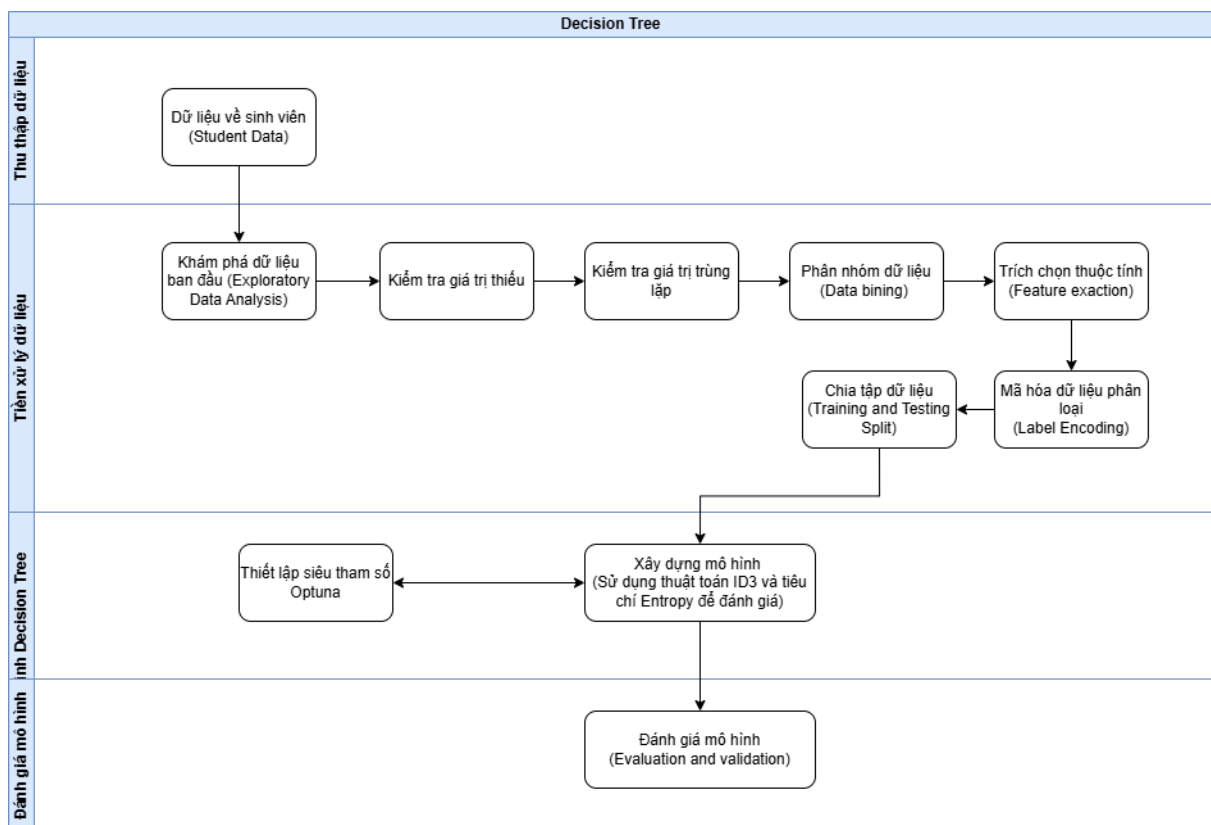 Decision Tree
Thu thập dữ liệu
Dữ liệu về sinh viên
(Student Data)
Tiền xử lý dữ liệu
Khám phá dữ liệu
ban đầu (Exploratory
Data Analysis)
Kiểm tra giá trị thiếu
Kiểm tra giá trị trùng
lặp
Phân nhóm dữ liệu
(Data bining)
Trích chọn thuộc tính
(Feature exaction)
Mã hóa dữ liệu phân
loại
(Label Encoding)
Chia tập dữ liệu
(Training and Testing
Split)
ình Decision Tree
Thiết lập siêu tham số
Optuna
Xây dựng mô hình
(Sử dụng thuật toán ID3 và tiêu
chí Entropy để đánh giá)
Đánh giá mô hình
Đánh giá mô hình
(Evaluation and validation)